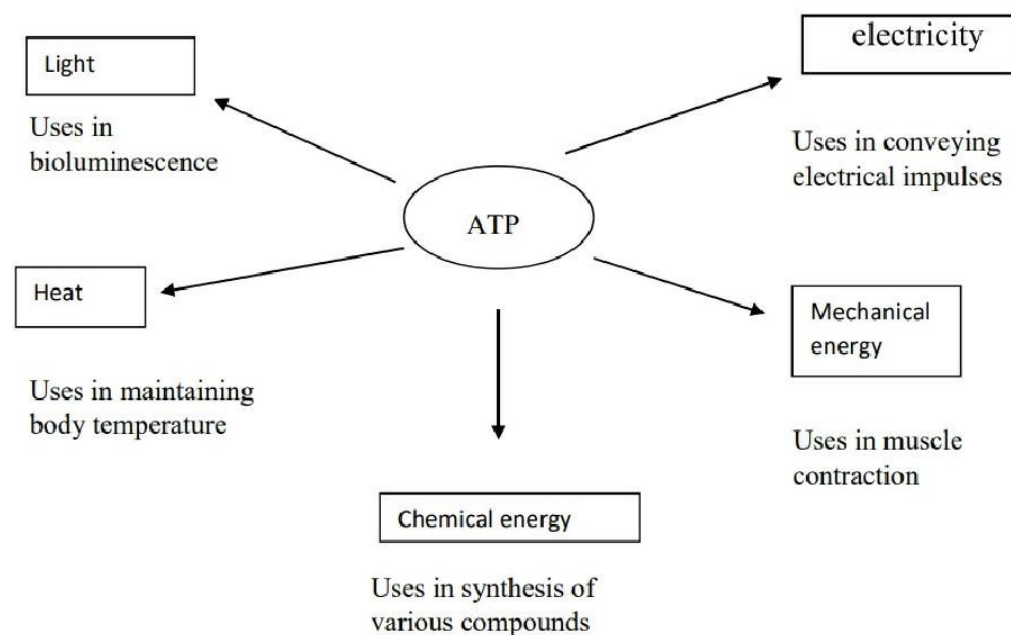 Light
Uses in
bioluminescence
electricity
Uses in conveying
electrical impulses
ATP
Heat
Uses in maintaining
body temperature
Mechanical
energy
Uses in muscle
contraction
Chemical energy
Uses in synthesis of
various compounds